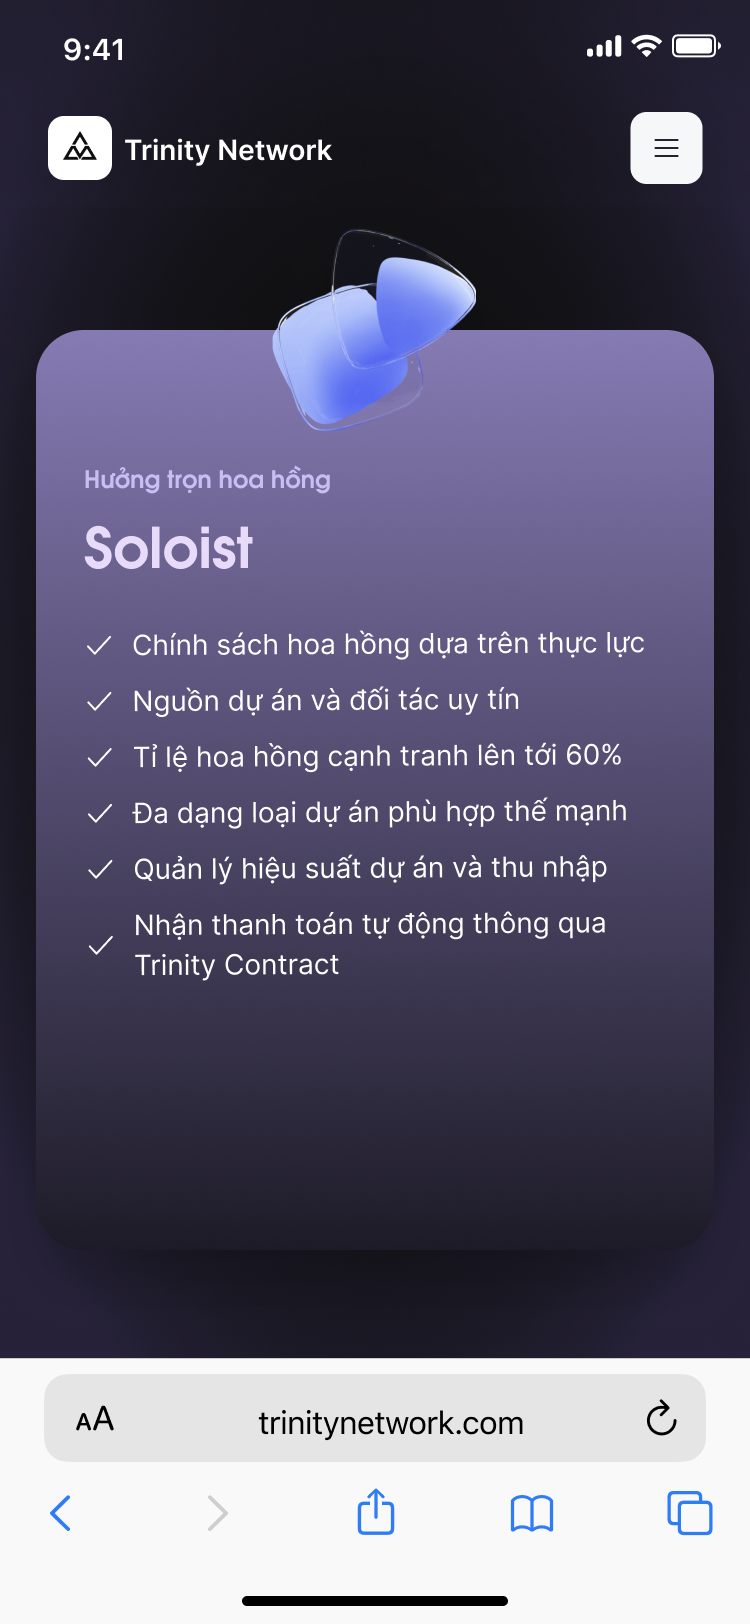 9:41
Trinity Network
Hưởng trọn hoa hồng
Soloist
Chính sách hoa hồng dựa trên thực lực
Nguồn dự án và đối tác uy tín
Tỉ lệ hoa hồng cạnh tranh lên tới 60%
Đa dạng loại dự án phù hợp thế mạnh
Quản lý hiệu suất dự án và thu nhập
Nhận thanh toán tự động thông qua
Trinity Contract
AA trinitynetwork.com